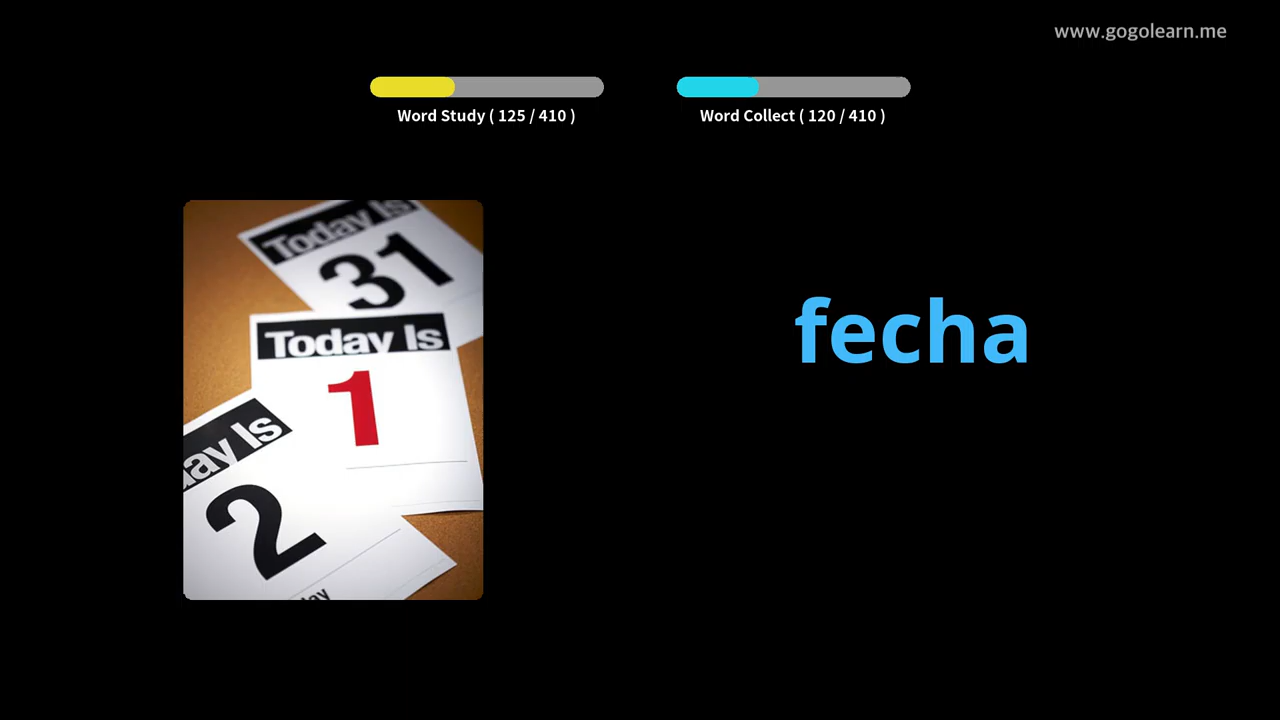 www.gogolearn.me
Word Study ( 125 / 410 )
Word Collect ( 120 / 410 )
Today Is
31
Today Is
1
ay Is
2
fecha